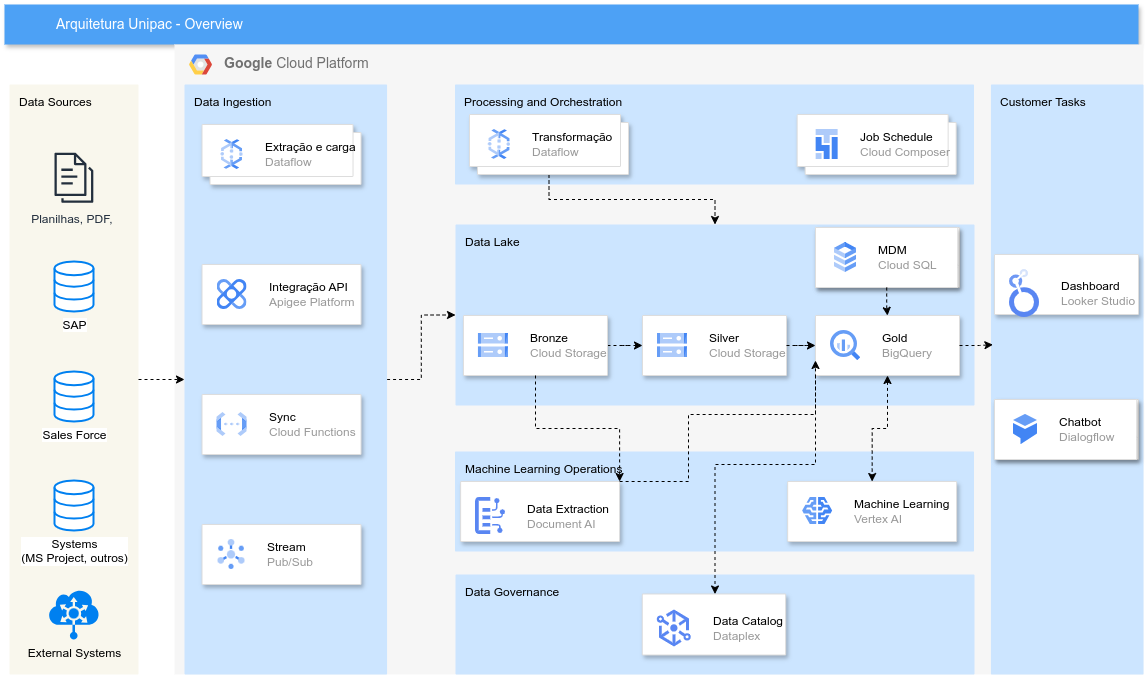 Arquitetura Unipac - Overview
Google Cloud Platform
Data Sources
Planilhas, PDF,
SAP
Sales Force
Systems
(MS Project, outros)
External Systems
Data Ingestion
Extração e carga
Dataflow
Integração API
Apigee Platform
Sync
Cloud Functions
Stream
Pub/Sub
Processing and Orchestration
Transformação
Dataflow
Job Schedule
Cloud Composer
Data Lake
MDM
Cloud SQL
Bronze
Cloud Storage
Silver
Cloud Storage
Gold
BigQuery
Machine Learning Operations
Data Extraction
Document AI
Machine Learning
Vertex AI
Data Governance
Data Catalog
Dataplex
Customer Tasks
Dashboard
Looker Studio
Chatbot
Dialogflow